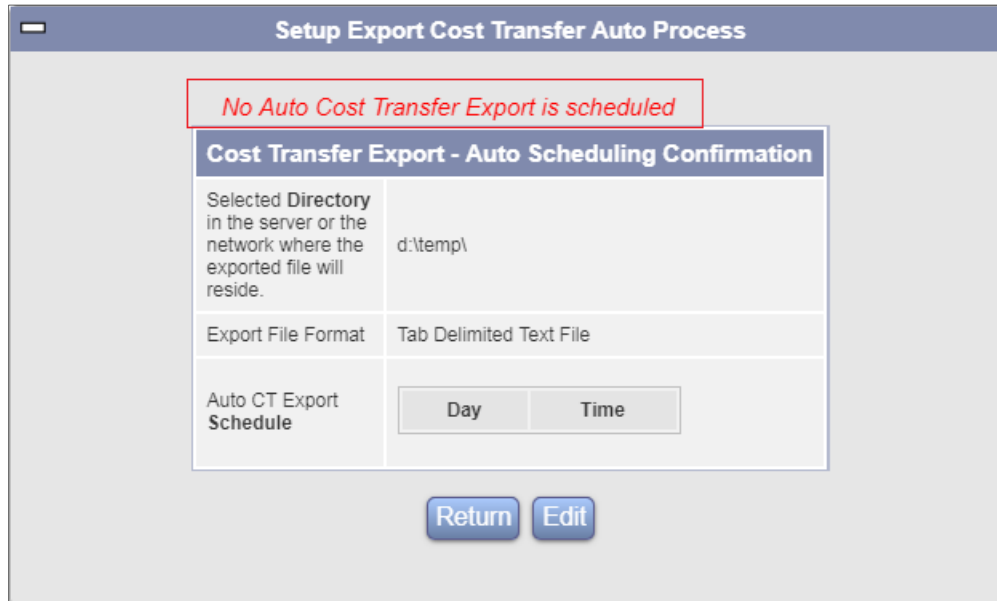 Setup Export Cost Transfer Auto Process
No Auto Cost Transfer Export is scheduled
Cost Transfer Export - Auto Scheduling Confirmation
Selected Directory
in the server or the
network where the
exported file will
reside.
d:\temp\
Export File Format
Tab Delimited Text File
Auto CT Export
Schedule
Day
Time
Return
Edit